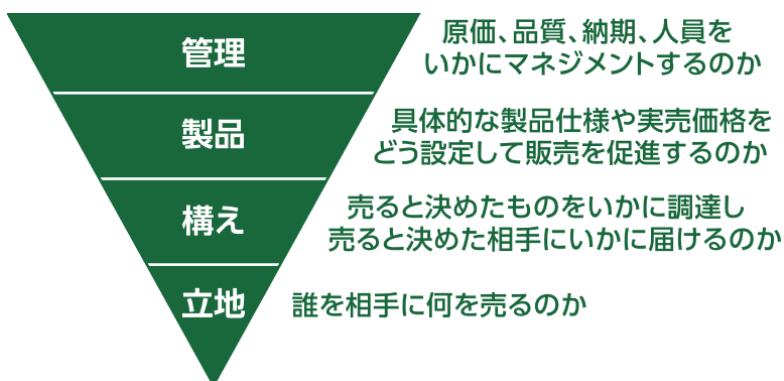 管理
原価、品質、納期、人員を
いかにマネジメントするのか
製品
具体的な製品仕様や実売価格を
どう設定して販売を促進するのか
構え
売ると決めたものをいかに調達し
売ると決めた相手にいかに届けるのか
立地
誰を相手に何を売るのか